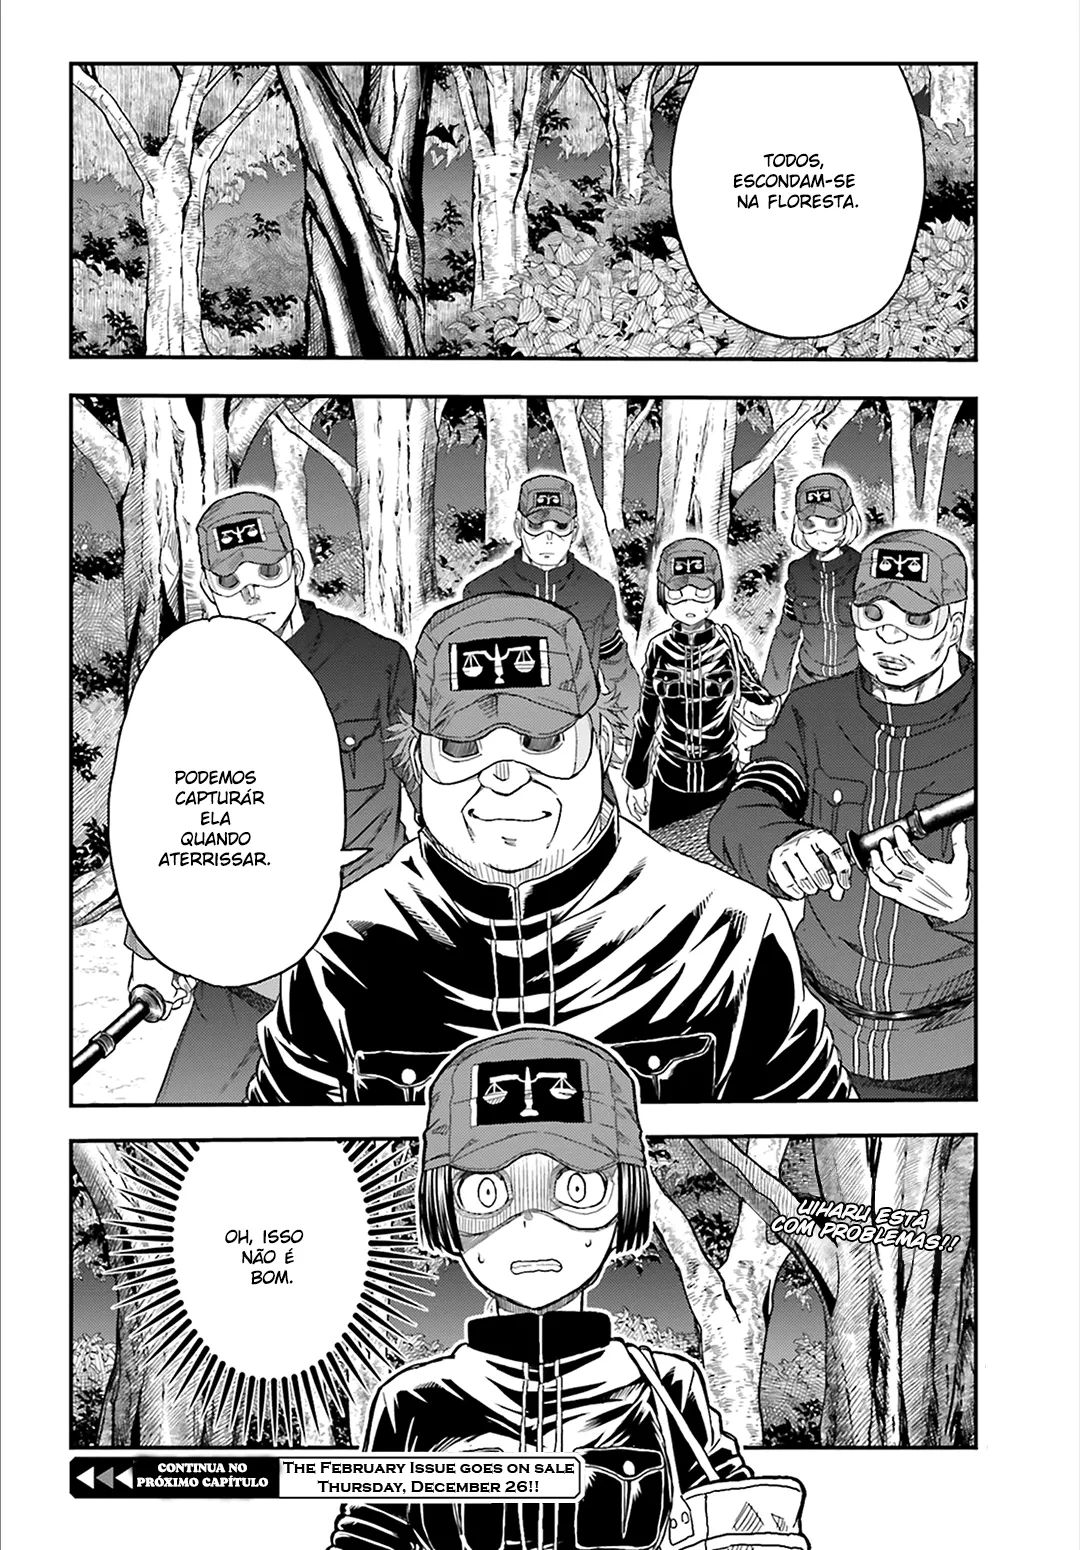 TODOS,
ESCONDAM-SE
NA FLORESTA.
PODEMOS
CAPTURÁR
ELA
QUANDO
ATERRISSAR.
OH, ISSO
NÃO É
BOM.
UIHARU ESTÁ
COM PROBLEMAS!!
CONTINUA NO
PRÓXIMO CAPÍTULO
THE FEBRUARY ISSUE GOES ON SALE
THURSDAY, DECEMBER 26!!